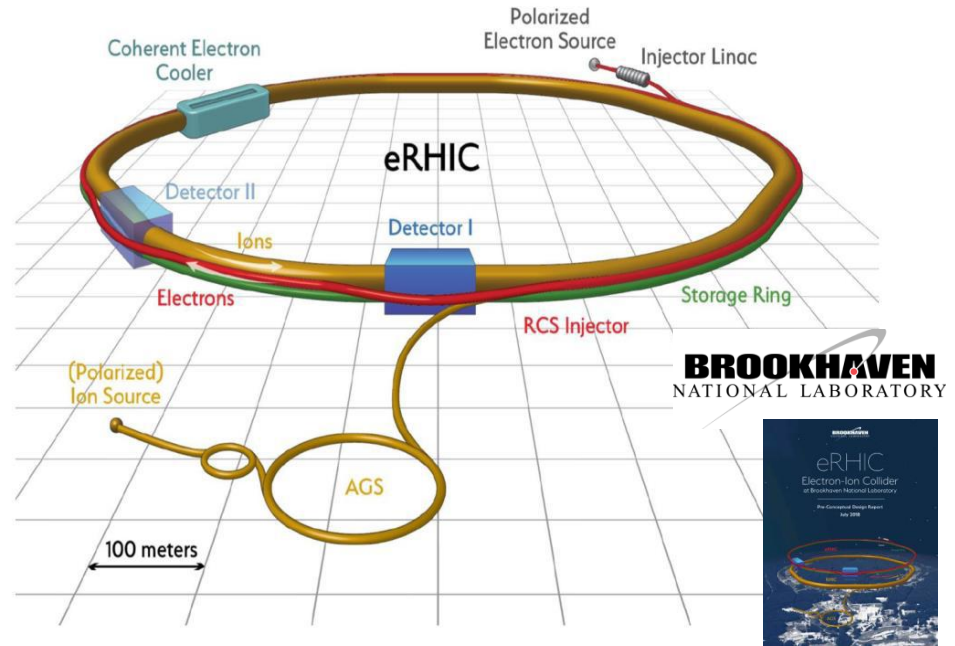 Polarized
Electron Source
Injector Linac
Coherent Electron
Cooler
eRHIC
Detector II
Detector I
Ions
Electrons
Storage Ring
RCS Injector
(Polarized)
Ion Source
AGS
100 meters
BROOKHAVEN
NATIONAL LABORATORY
BROOKHAVEN
eRHIC
Electron-Ion Collider
at Brookhaven National Laboratory
Pre-Conceptual Design Report
July 2018